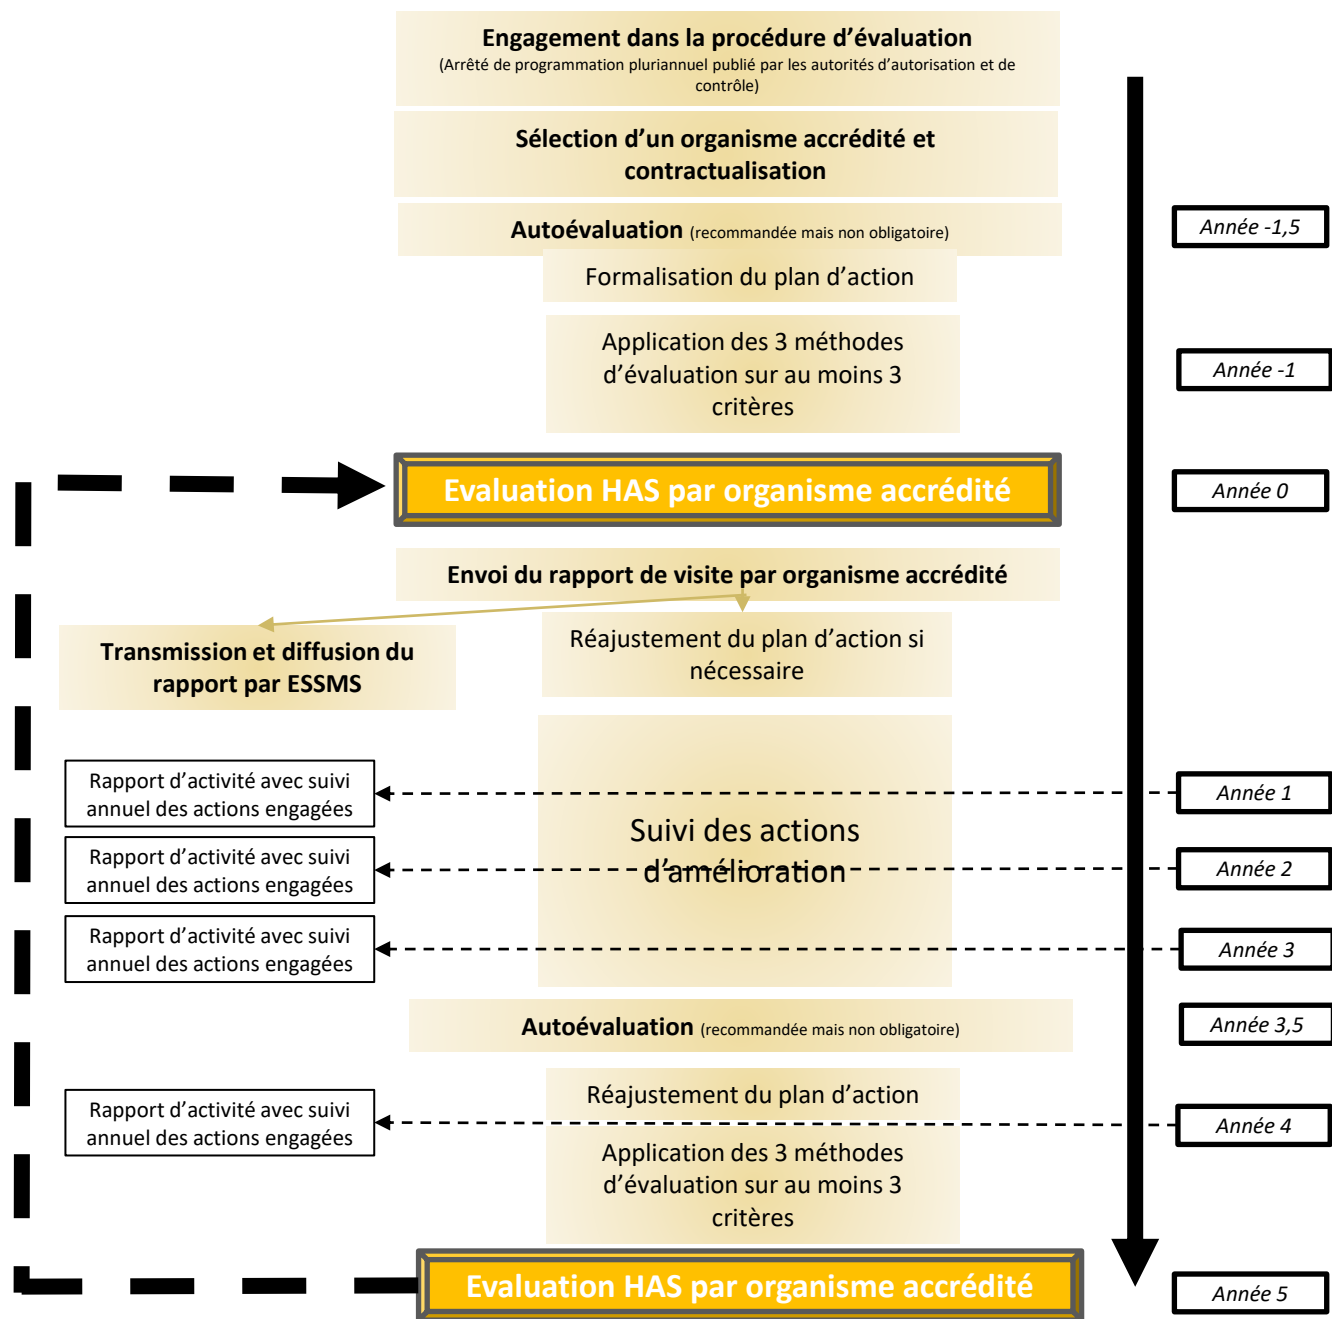 Engagement dans la procédure d’évaluation
(Arrêté de programmation pluriannuel publié par les autorités d’autorisation et de
contrôle)
Sélection d’un organisme accrédité et
contractualisation
Autoévaluation (recommandée mais non obligatoire)
Année -1,5
Formalisation du plan d’action
Application des 3 méthodes
d’évaluation sur au moins 3
critères
Année -1
Evaluation HAS par organisme accrédité
Année 0
Envoi du rapport de visite par organisme accrédité
Transmission et diffusion du
rapport par ESSMS
Réajustement du plan d’action si
nécessaire
Rapport d’activité avec suivi
annuel des actions engagées
Année 1
Suivi des actions
d’amélioration
Rapport d’activité avec suivi
annuel des actions engagées
Année 2
Rapport d’activité avec suivi
annuel des actions engagées
Année 3
Autoévaluation (recommandée mais non obligatoire)
Année 3,5
Réajustement du plan d’action
Rapport d’activité avec suivi
annuel des actions engagées
Année 4
Application des 3 méthodes
d’évaluation sur au moins 3
critères
Evaluation HAS par organisme accrédité
Année 5